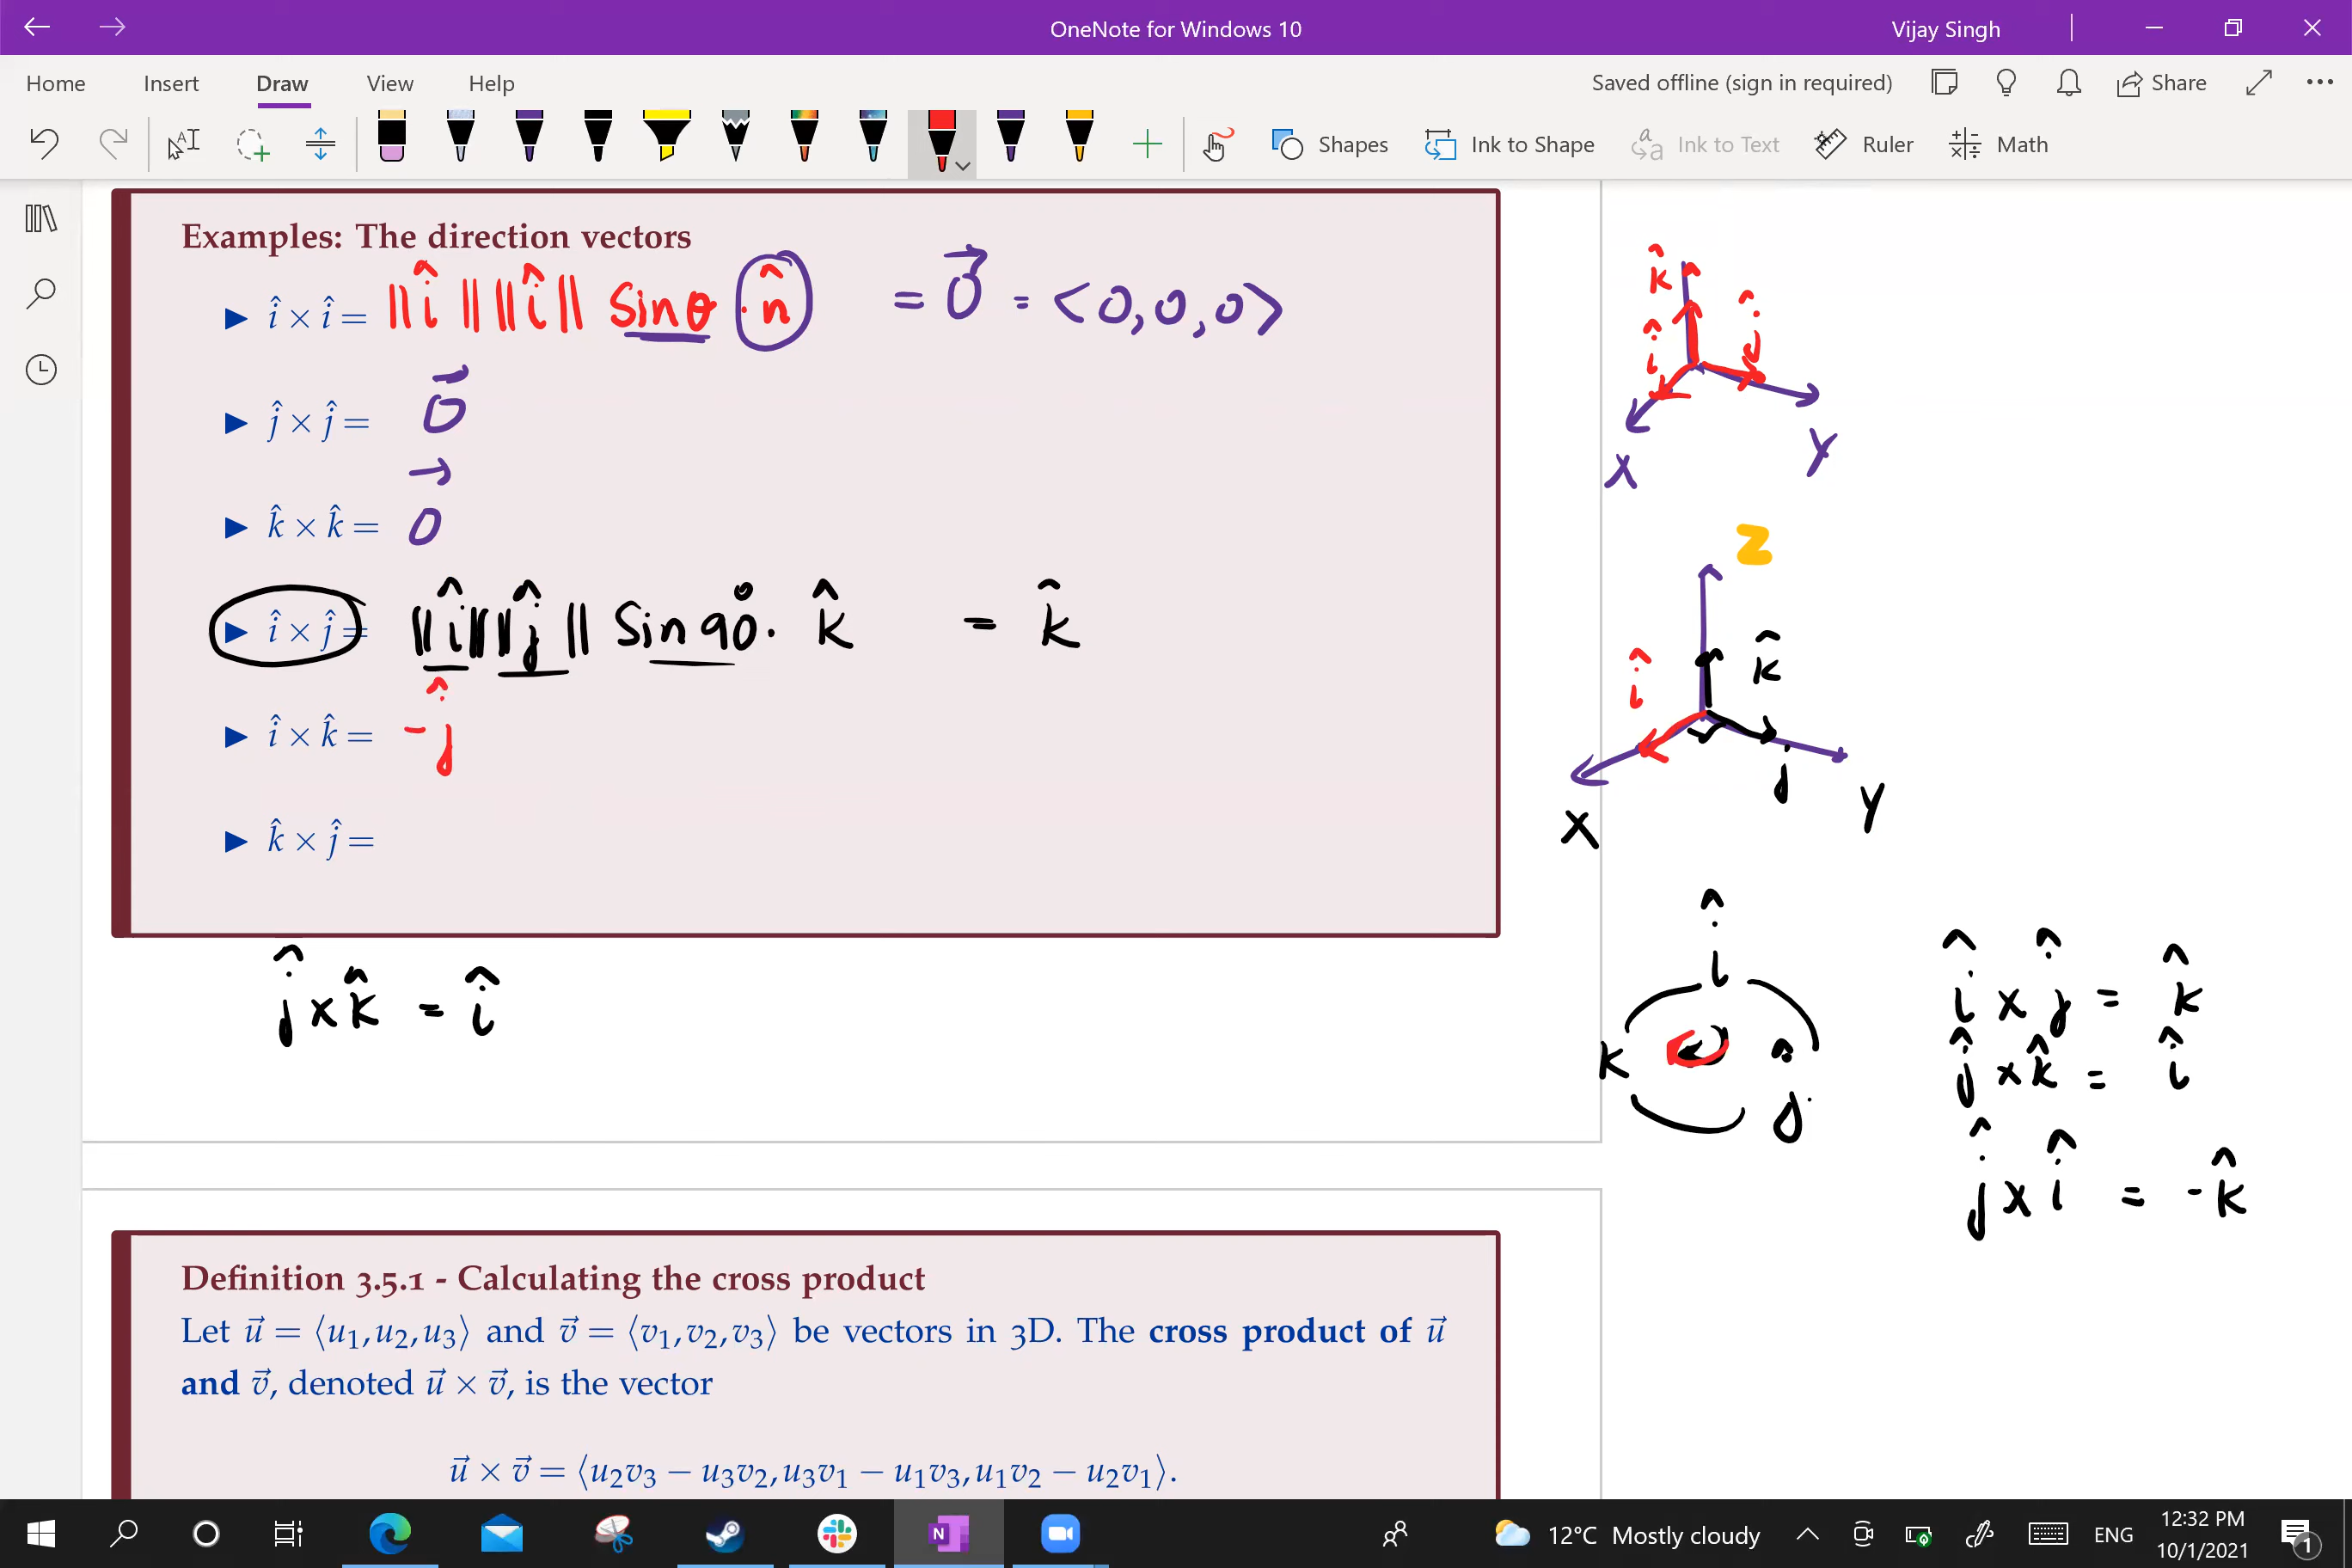 OneNote for Windows 10
Vijay Singh
Home Insert Draw View Help
Saved offline (sign in required) Share
Shapes Ink to Shape Ink to Text Ruler Math
Examples: The direction vectors
▶ î × î = ||î|| ||î|| sinθ · n̂ = 0⃗ = <0,0,0>
▶ ĵ × ĵ = 0⃗
▶ k̂ × k̂ = 0⃗
▶ î × ĵ = ||î|| ||ĵ|| Sin 90° · k̂ = k̂
▶ î × k̂ = -ĵ
▶ k̂ × ĵ =
ĵ x k̂ = î
k̂
î ĵ
X Y
Z
î k̂
j
X Y
î
k ĵ
î x ĵ = k̂
ĵ x k̂ = î
ĵ x î = -k̂
Definition 3.5.1 - Calculating the cross product
Let u⃗ = ⟨u₁, u₂, u₃⟩ and v⃗ = ⟨v₁, v₂, v₃⟩ be vectors in 3D. The cross product of u⃗
and v⃗, denoted u⃗ × v⃗, is the vector
u⃗ × v⃗ = ⟨u₂v₃ − u₃v₂, u₃v₁ − u₁v₃, u₁v₂ − u₂v₁⟩.
12°C Mostly cloudy ENG 12:32 PM
10/1/2021 1